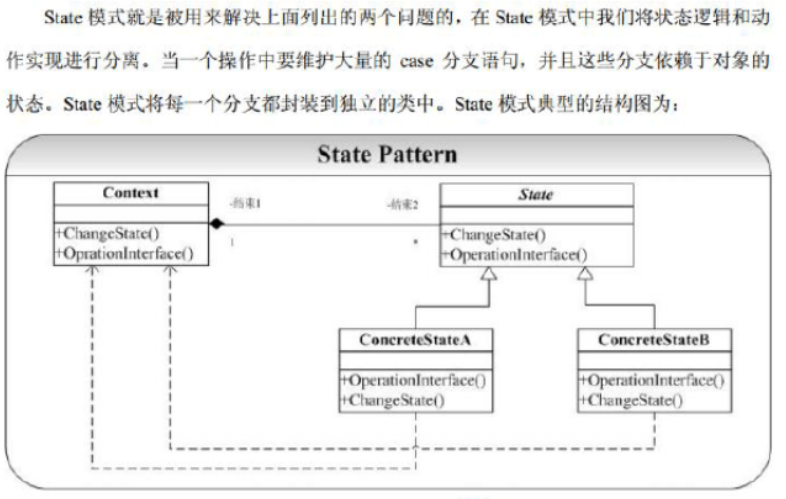 State 模式就是被用来解决上面列出的两个问题的，在 State 模式中我们将状态逻辑和动
作实现进行分离。当一个操作中要维护大量的 case 分支语句，并且这些分支依赖于对象的
状态。State 模式将每一个分支都封装到独立的类中。State 模式典型的结构图为：
State Pattern
Context
+ChangeState()
+OprationInterface()
-结束1
1
-结束2
*
State
+ChangeState()
+OperationInterface()
ConcreteStateA
+OperationInterface()
+ChangeState()
ConcreteStateB
+OperationInterface()
+ChangeState()